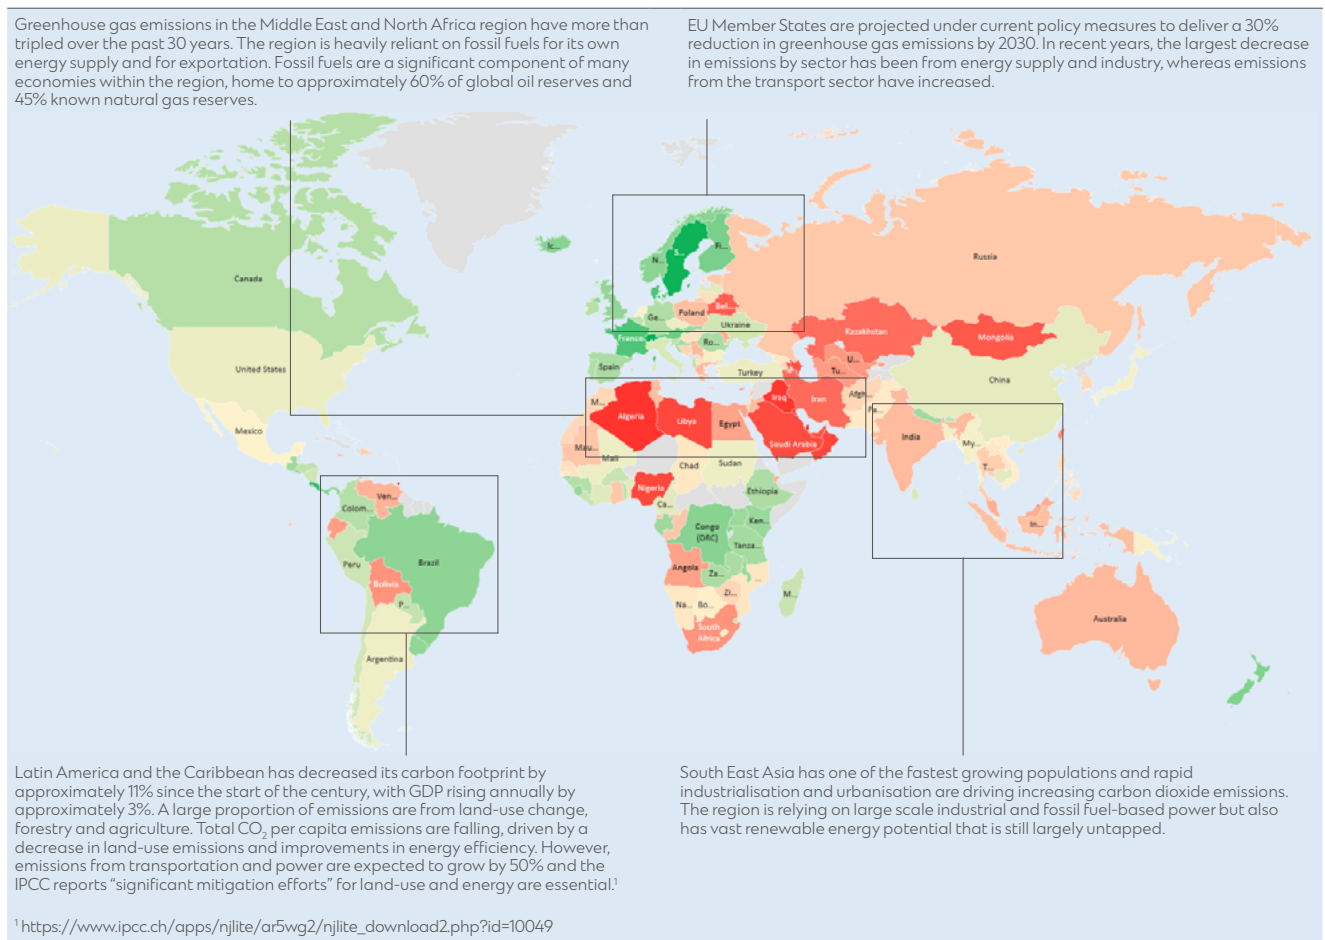 Greenhouse gas emissions in the Middle East and North Africa region have more than
tripled over the past 30 years. The region is heavily reliant on fossil fuels for its own
energy supply and for exportation. Fossil fuels are a significant component of many
economies within the region, home to approximately 60% of global oil reserves and
45% known natural gas reserves.
EU Member States are projected under current policy measures to deliver a 30%
reduction in greenhouse gas emissions by 2030. In recent years, the largest decrease
in emissions by sector has been from energy supply and industry, whereas emissions
from the transport sector have increased.
Ic...
S...
Fi...
N...
Russia
Canada
Bel...
Poland
Ge...
Ukraine
Kazakhstan
Mongolia
France
Ro...
U...
Spain
Tu...
United States
Turkey
China
Afgh...
Iraq
Iran
M...
Pa...
Algeria
Libya
Egypt
Mexico
India
Saudi Arabia
My...
Mau...
Mali
Chad
Sudan
T...
Nigeria
Ethiopia
Ven...
Ca...
Colom...
Ken...
In...
Congo
(DRC)
Tanza...
Brazil
Peru
Angola
Za...
Bolivia
...
Zi...
M...
P...
Na...
Bo...
Australia
South
Africa
Argentina
Latin America and the Caribbean has decreased its carbon footprint by
approximately 11% since the start of the century, with GDP rising annually by
approximately 3%. A large proportion of emissions are from land-use change,
forestry and agriculture. Total CO₂ per capita emissions are falling, driven by a
decrease in land-use emissions and improvements in energy efficiency. However,
emissions from transportation and power are expected to grow by 50% and the
IPCC reports “significant mitigation efforts” for land-use and energy are essential.¹
South East Asia has one of the fastest growing populations and rapid
industrialisation and urbanisation are driving increasing carbon dioxide emissions.
The region is relying on large scale industrial and fossil fuel-based power but also
has vast renewable energy potential that is still largely untapped.
¹ https://www.ipcc.ch/apps/njlite/ar5wg2/njlite_download2.php?id=10049